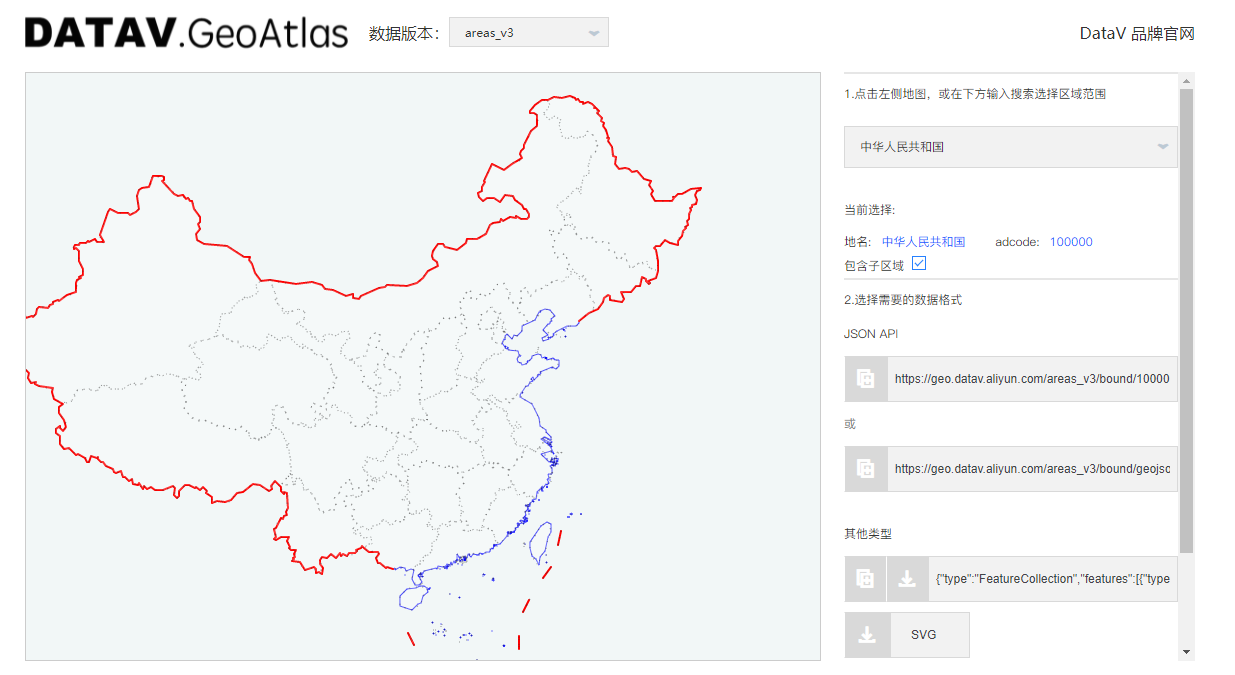 DATAV.GeoAtlas 数据版本: areas_v3 DataV 品牌官网
1.点击左侧地图，或在下方输入搜索选择区域范围
中华人民共和国
当前选择:
地名: 中华人民共和国 adcode: 100000
包含子区域
2.选择需要的数据格式
JSON API
https://geo.datav.aliyun.com/areas_v3/bound/10000
或
https://geo.datav.aliyun.com/areas_v3/bound/geojsc
其他类型
{"type":"FeatureCollection","features":[{"type
SVG